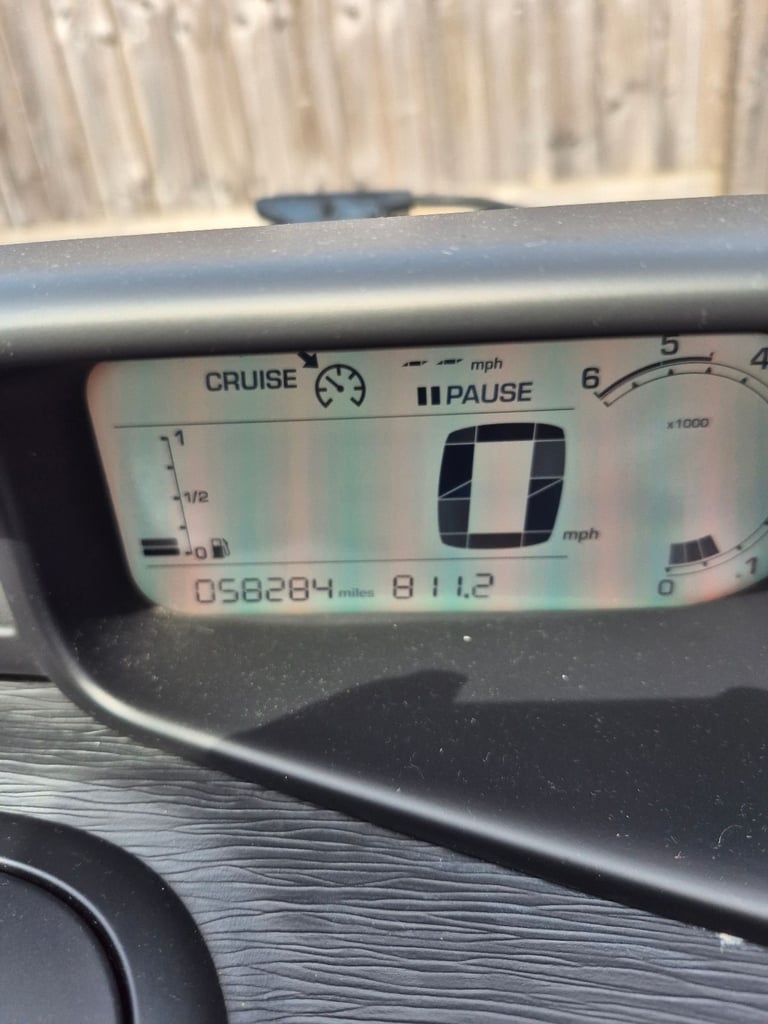 CRUISE -- -- mph
PAUSE
6 5 4
x1000
1
1/2
0
0 mph
0 .1
058284 miles 811.2